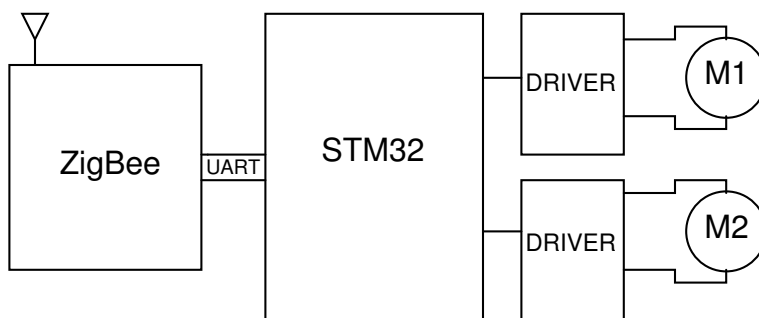 ZigBee
UART
STM32
DRIVER
M1
DRIVER
M2